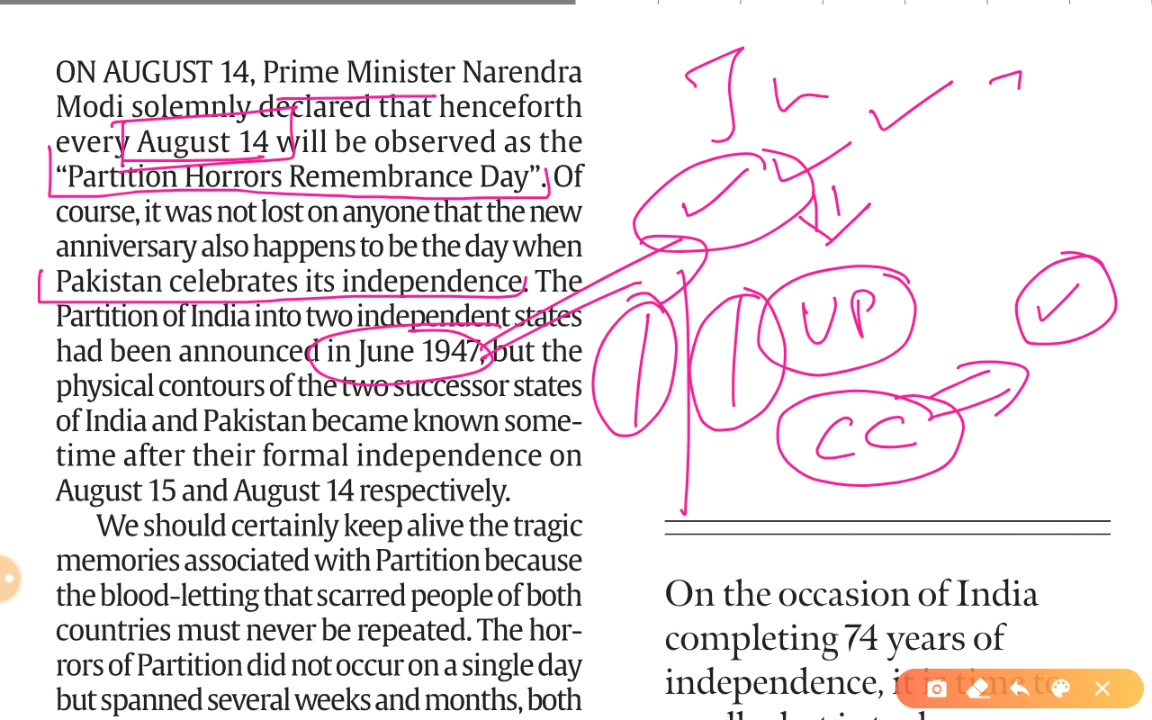 ON AUGUST 14, Prime Minister Narendra
Modi solemnly declared that henceforth
every August 14 will be observed as the
“Partition Horrors Remembrance Day”. Of
course, it was not lost on anyone that the new
anniversary also happens to be the day when
Pakistan celebrates its independence. The
Partition of India into two independent states
had been announced in June 1947, but the
physical contours of the two successor states
of India and Pakistan became known some-
time after their formal independence on
August 15 and August 14 respectively.
We should certainly keep alive the tragic
memories associated with Partition because
the blood-letting that scarred people of both
countries must never be repeated. The hor-
rors of Partition did not occur on a single day
but spanned several weeks and months, both
UP
CC
On the occasion of India
completing 74 years of
independence, it is time to